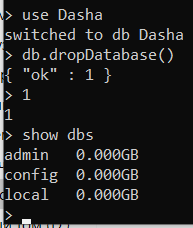 > use Dasha
switched to db Dasha
> db.dropDatabase()
{ "ok" : 1 }
> 1
1
> show dbs
admin   0.000GB
config  0.000GB
local   0.000GB
>